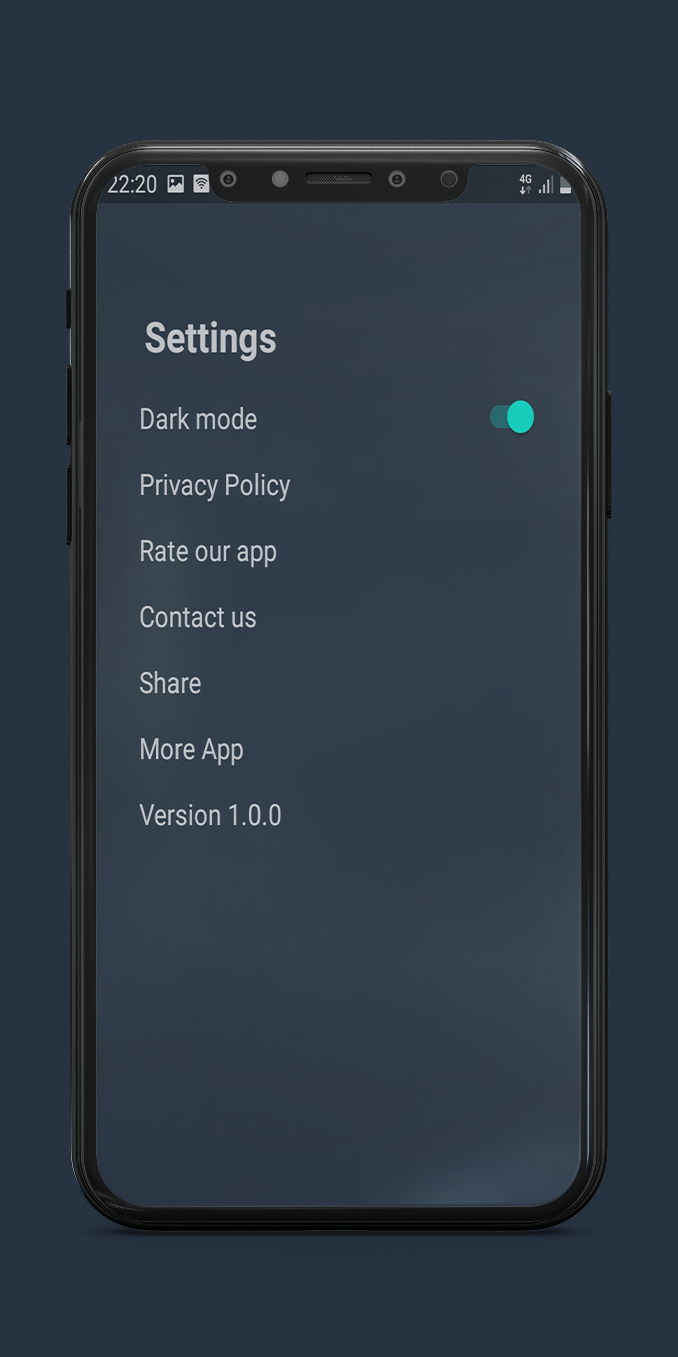 22:20 4G
Settings
Dark mode
Privacy Policy
Rate our app
Contact us
Share
More App
Version 1.0.0